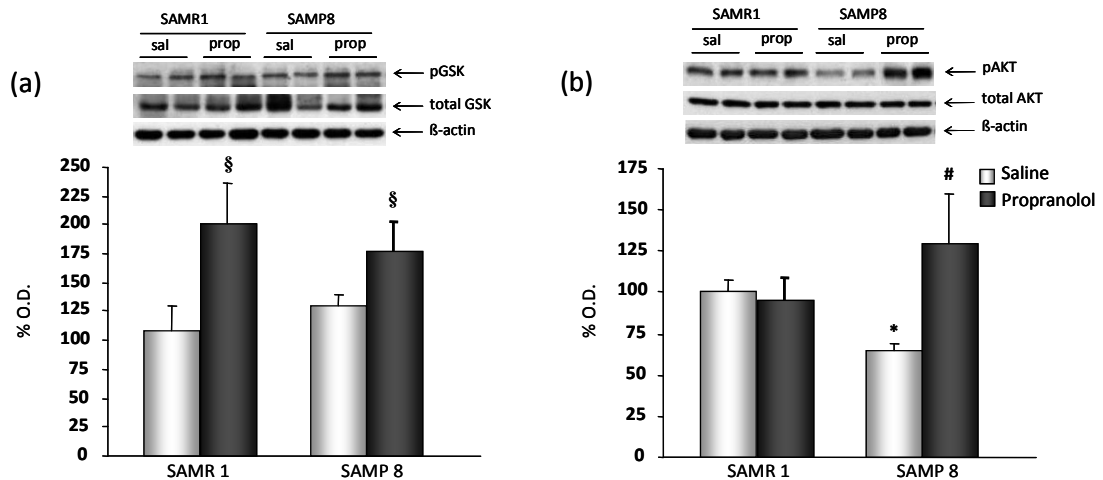 SAMR1 SAMP8
sal prop sal prop
(a)
pGSK
total GSK
ß-actin
250
225
200
175
150
125
100
75
50
25
0
% O.D.
§
§
SAMR 1 SAMP 8
SAMR1 SAMP8
sal prop sal prop
(b)
pAKT
total AKT
ß-actin
175
150
125
100
75
50
25
0
% O.D.
*
#
Saline
Propranolol
SAMR 1 SAMP 8